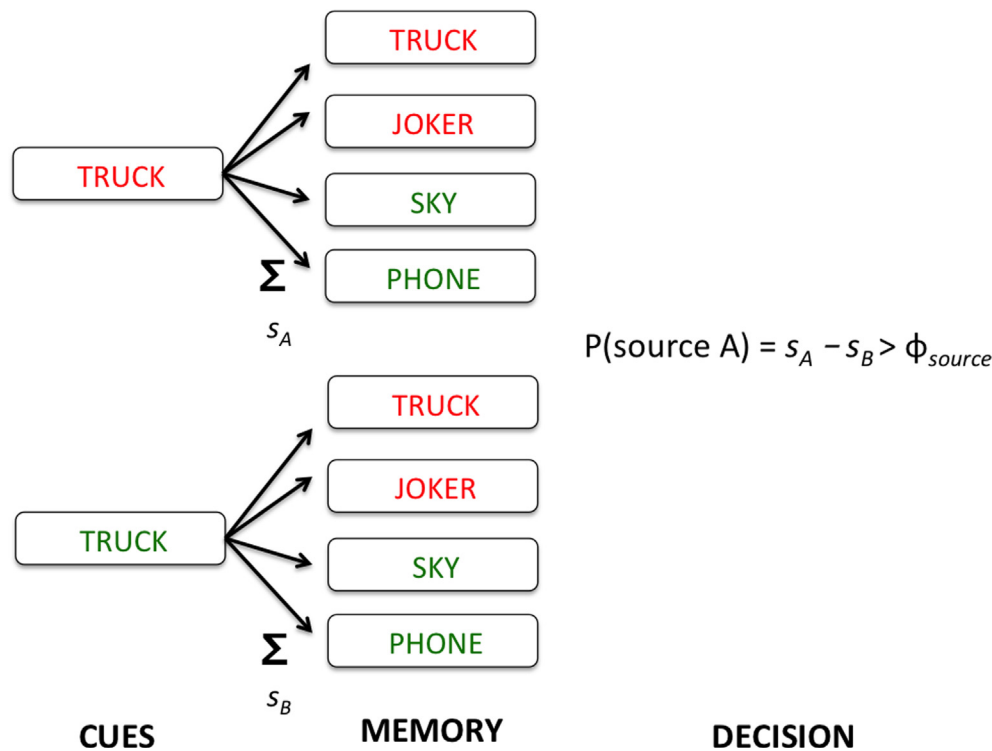 TRUCK
JOKER
TRUCK
SKY
PHONE
Σ
sA
P(source A) = sA − sB > ϕsource
TRUCK
JOKER
TRUCK
SKY
PHONE
Σ
sB
CUES
MEMORY
DECISION